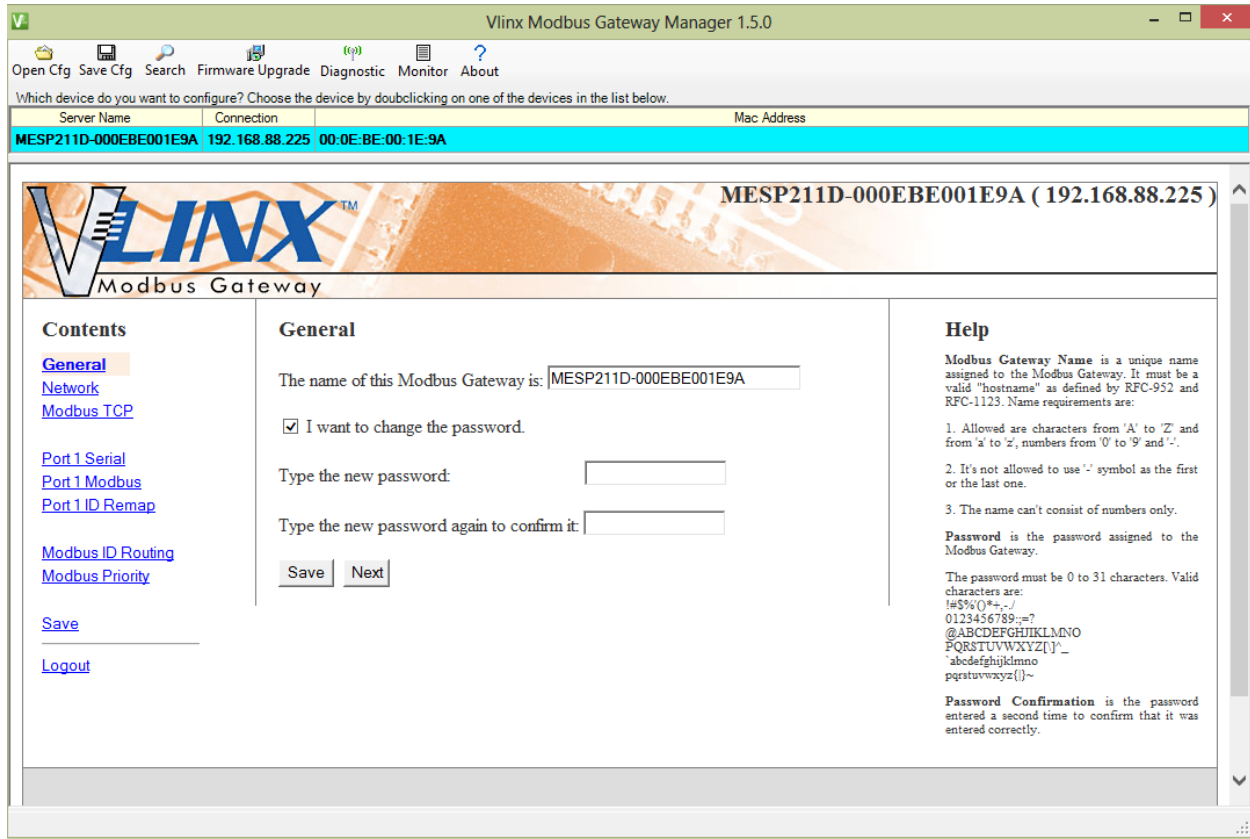 Vlinx Modbus Gateway Manager 1.5.0
Open Cfg Save Cfg Search Firmware Upgrade Diagnostic Monitor About
Which device do you want to configure? Choose the device by doubclicking on one of the devices in the list below.
Server Name Connection Mac Address
MESP211D-000EBE001E9A 192.168.88.225 00:0E:BE:00:1E:9A
MESP211D-000EBE001E9A ( 192.168.88.225 )
VLINX TM
Modbus Gateway
Contents
General
Network
Modbus TCP
Port 1 Serial
Port 1 Modbus
Port 1 ID Remap
Modbus ID Routing
Modbus Priority
Save
Logout
General
The name of this Modbus Gateway is: MESP211D-000EBE001E9A
I want to change the password.
Type the new password:
Type the new password again to confirm it:
Save Next
Help
Modbus Gateway Name is a unique name
assigned to the Modbus Gateway. It must be a
valid "hostname" as defined by RFC-952 and
RFC-1123. Name requirements are:
1. Allowed are characters from 'A' to 'Z' and
from 'a' to 'z', numbers from '0' to '9' and '-'.
2. It's not allowed to use '-' symbol as the first
or the last one.
3. The name can't consist of numbers only.
Password is the password assigned to the
Modbus Gateway.
The password must be 0 to 31 characters. Valid
characters are:
!#$%'()*+,-./
0123456789:;=?
@ABCDEFGHJIKLMNO
PQRSTUVWXYZ[\]^_
`abcdefghijklmno
pqrstuvwxyz{|}~
Password Confirmation is the password
entered a second time to confirm that it was
entered correctly.